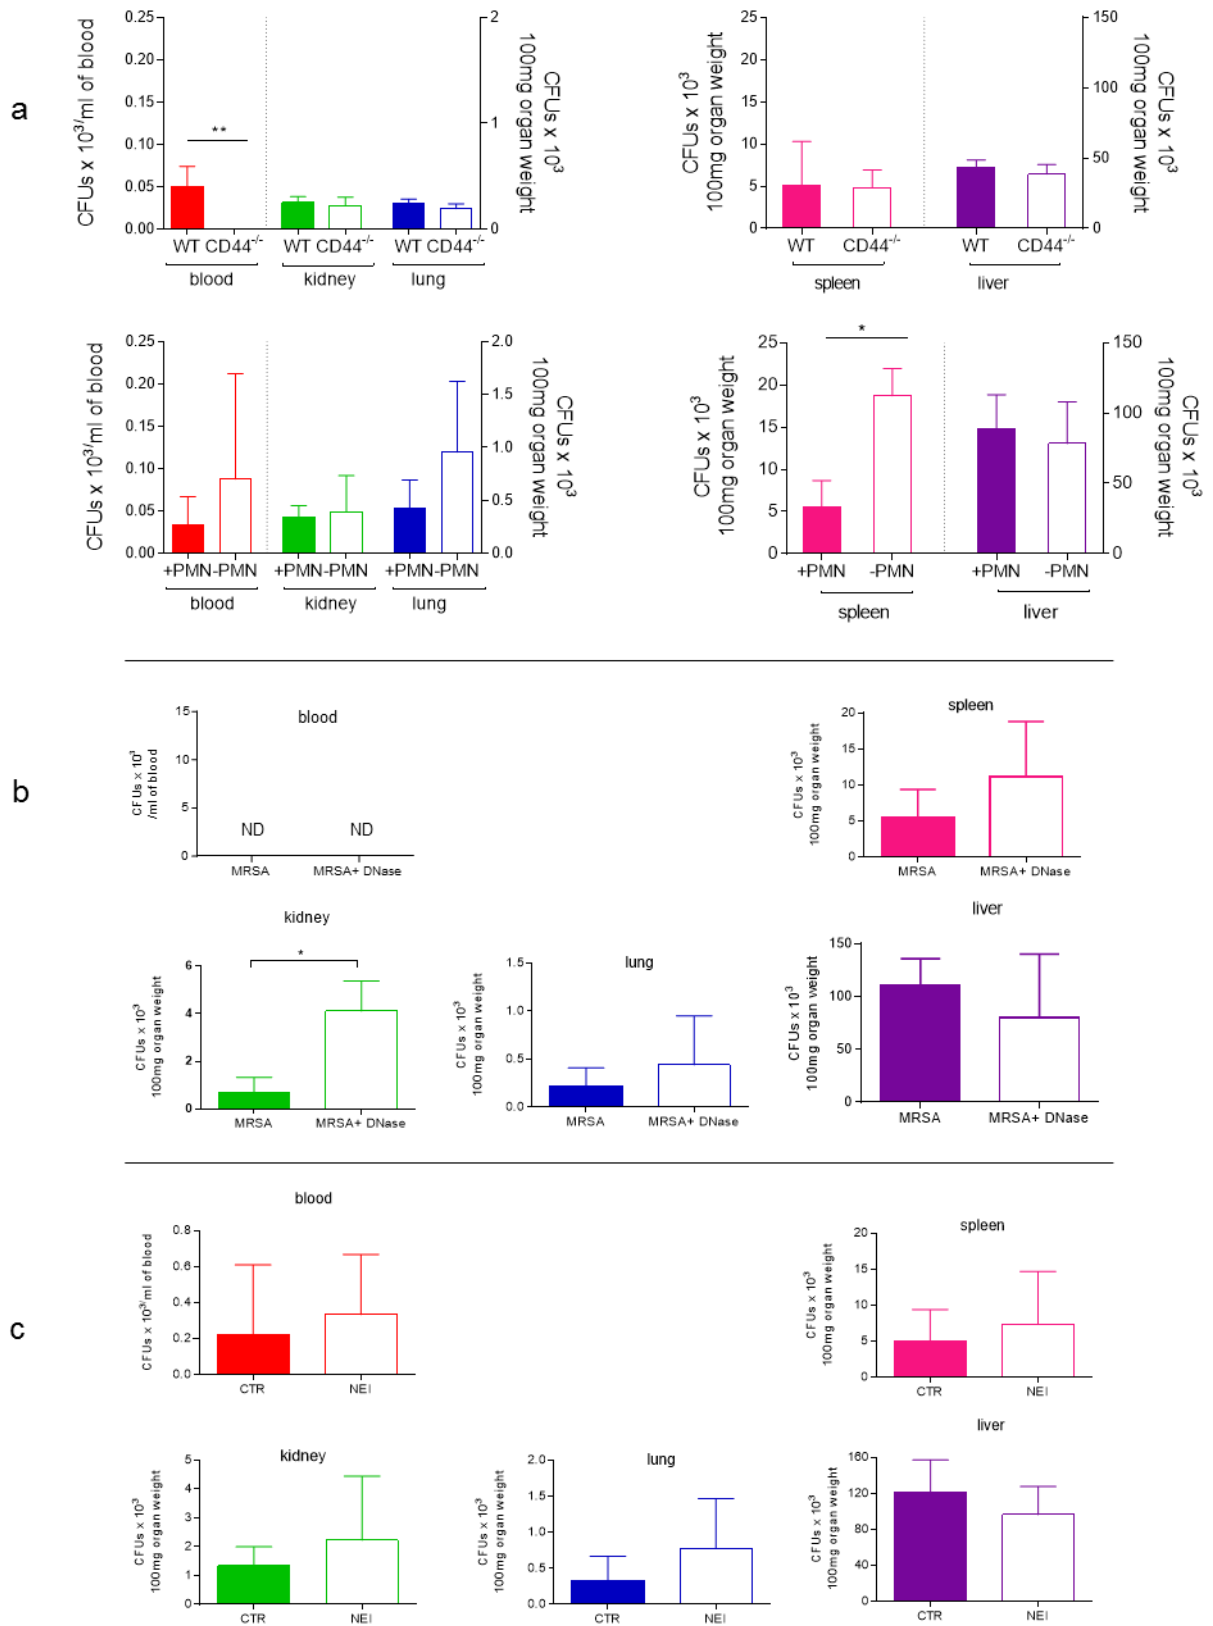 a
CFUs x 10³/ml of blood
0.25
0.20
0.15
0.10
0.05
0.00
**
2
1
0
CFUs x 10³
100mg organ weight
WT CD44-/-
WT CD44-/-
WT CD44-/-
blood
kidney
lung
CFUs x 10³
100mg organ weight
25
20
15
10
5
0
150
100
50
0
CFUs x 10³
100mg organ weight
WT
CD44-/-
WT
CD44-/-
spleen
liver
CFUs x 10³/ml of blood
0.25
0.20
0.15
0.10
0.05
0.00
2.0
1.5
1.0
0.5
0.0
CFUs x 10³
100mg organ weight
+PMN-PMN
+PMN-PMN
+PMN-PMN
blood
kidney
lung
CFUs x 10³
100mg organ weight
25
20
15
10
5
0
*
150
100
50
0
CFUs x 10³
100mg organ weight
+PMN
-PMN
+PMN
-PMN
spleen
liver
b
blood
CFUs x 10³
/ml of blood
15
10
5
0
ND
ND
MRSA
MRSA+ DNase
spleen
CFUs x 10³
100mg organ weight
20
15
10
5
0
MRSA
MRSA+ DNase
kidney
CFUs x 10³
100mg organ weight
6
4
2
0
*
MRSA
MRSA+ DNase
lung
CFUs x 10³
100mg organ weight
1.5
1.0
0.5
0.0
MRSA
MRSA+ DNase
liver
CFUs x 10³
100mg organ weight
150
100
50
0
MRSA
MRSA+ DNase
c
blood
CFUs x 10³/ml of blood
0.8
0.6
0.4
0.2
0.0
CTR
NEI
spleen
CFUs x 10³
100mg organ weight
20
15
10
5
0
CTR
NEI
kidney
CFUs x 10³
100mg organ weight
5
4
3
2
1
0
CTR
NEI
lung
CFUs x 10³
100mg organ weight
2.0
1.5
1.0
0.5
0.0
CTR
NEI
liver
CFUs x 10³
100mg organ weight
160
120
80
40
0
CTR
NEI